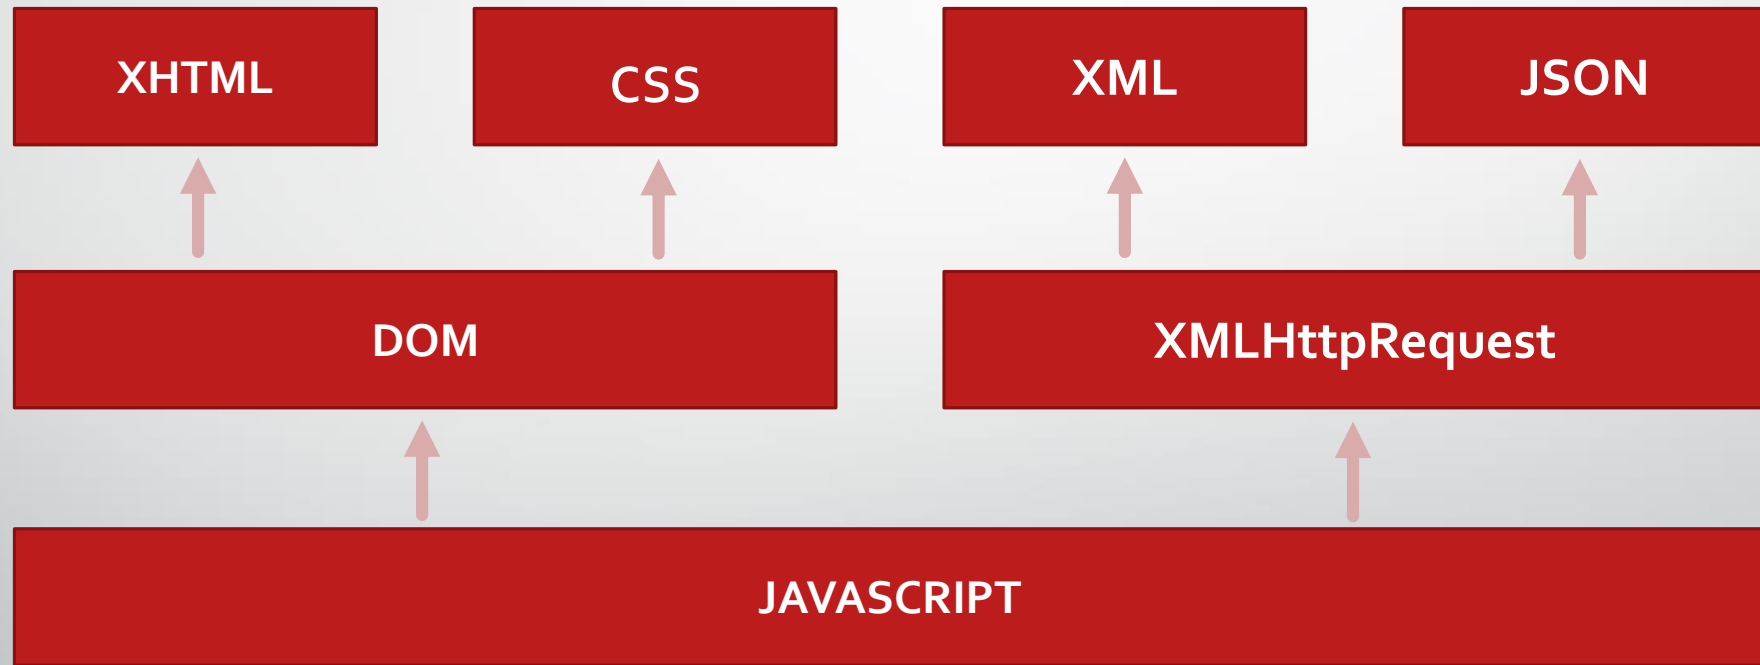 XHTML
CSS
XML
JSON
DOM
XMLHttpRequest
JAVASCRIPT